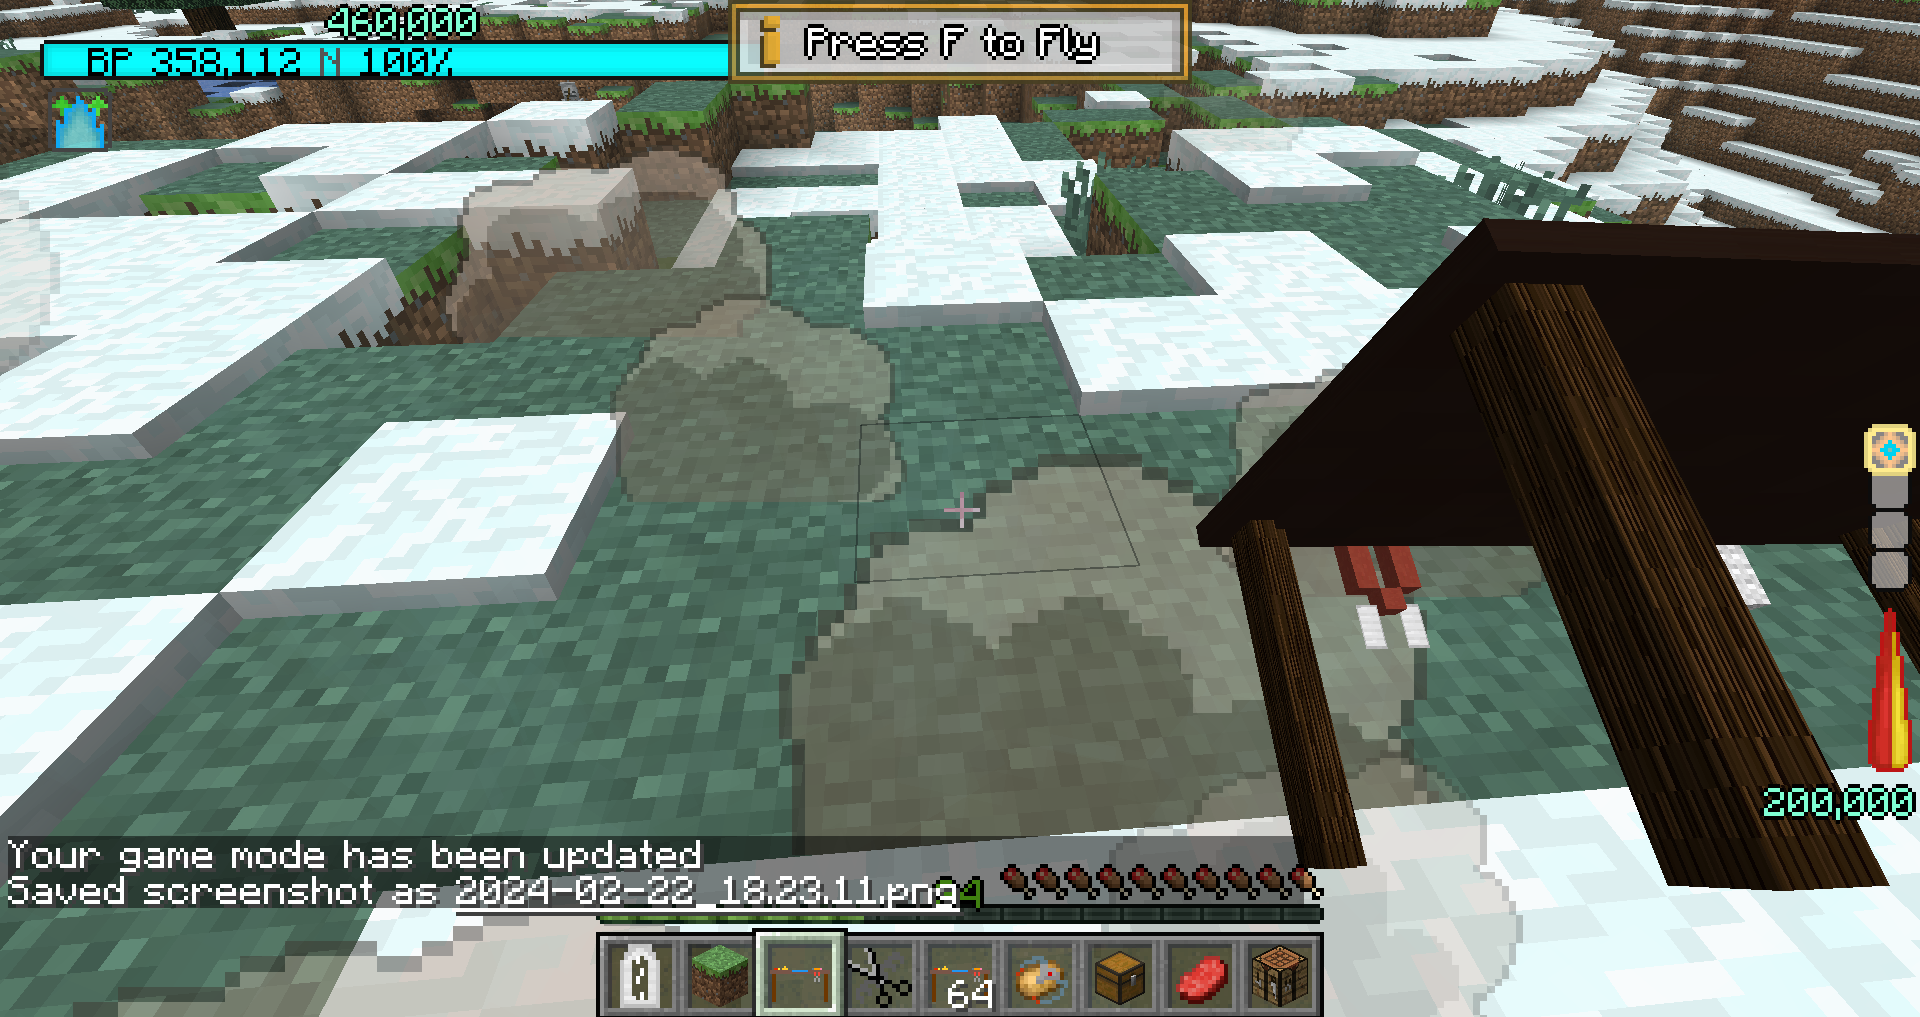 460,000
BP 358,112 N 100%
Press F to Fly
200,000
Your game mode has been updated
Saved screenshot as 2024-02-22_18.23.11.png
64